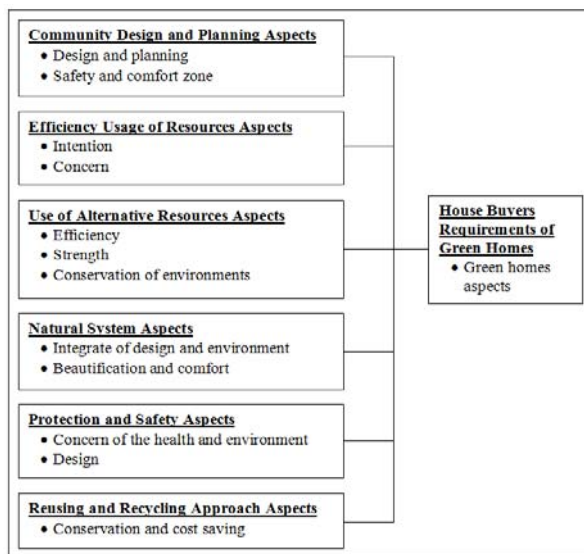 Community Design and Planning Aspects
• Design and planning
• Safety and comfort zone
Efficiency Usage of Resources Aspects
• Intention
• Concern
Use of Alternative Resources Aspects
• Efficiency
• Strength
• Conservation of environments
Natural System Aspects
• Integrate of design and environment
• Beautification and comfort
Protection and Safety Aspects
• Concern of the health and environment
• Design
Reusing and Recycling Approach Aspects
• Conservation and cost saving
House Buyers
Requirements of
Green Homes
• Green homes
aspects